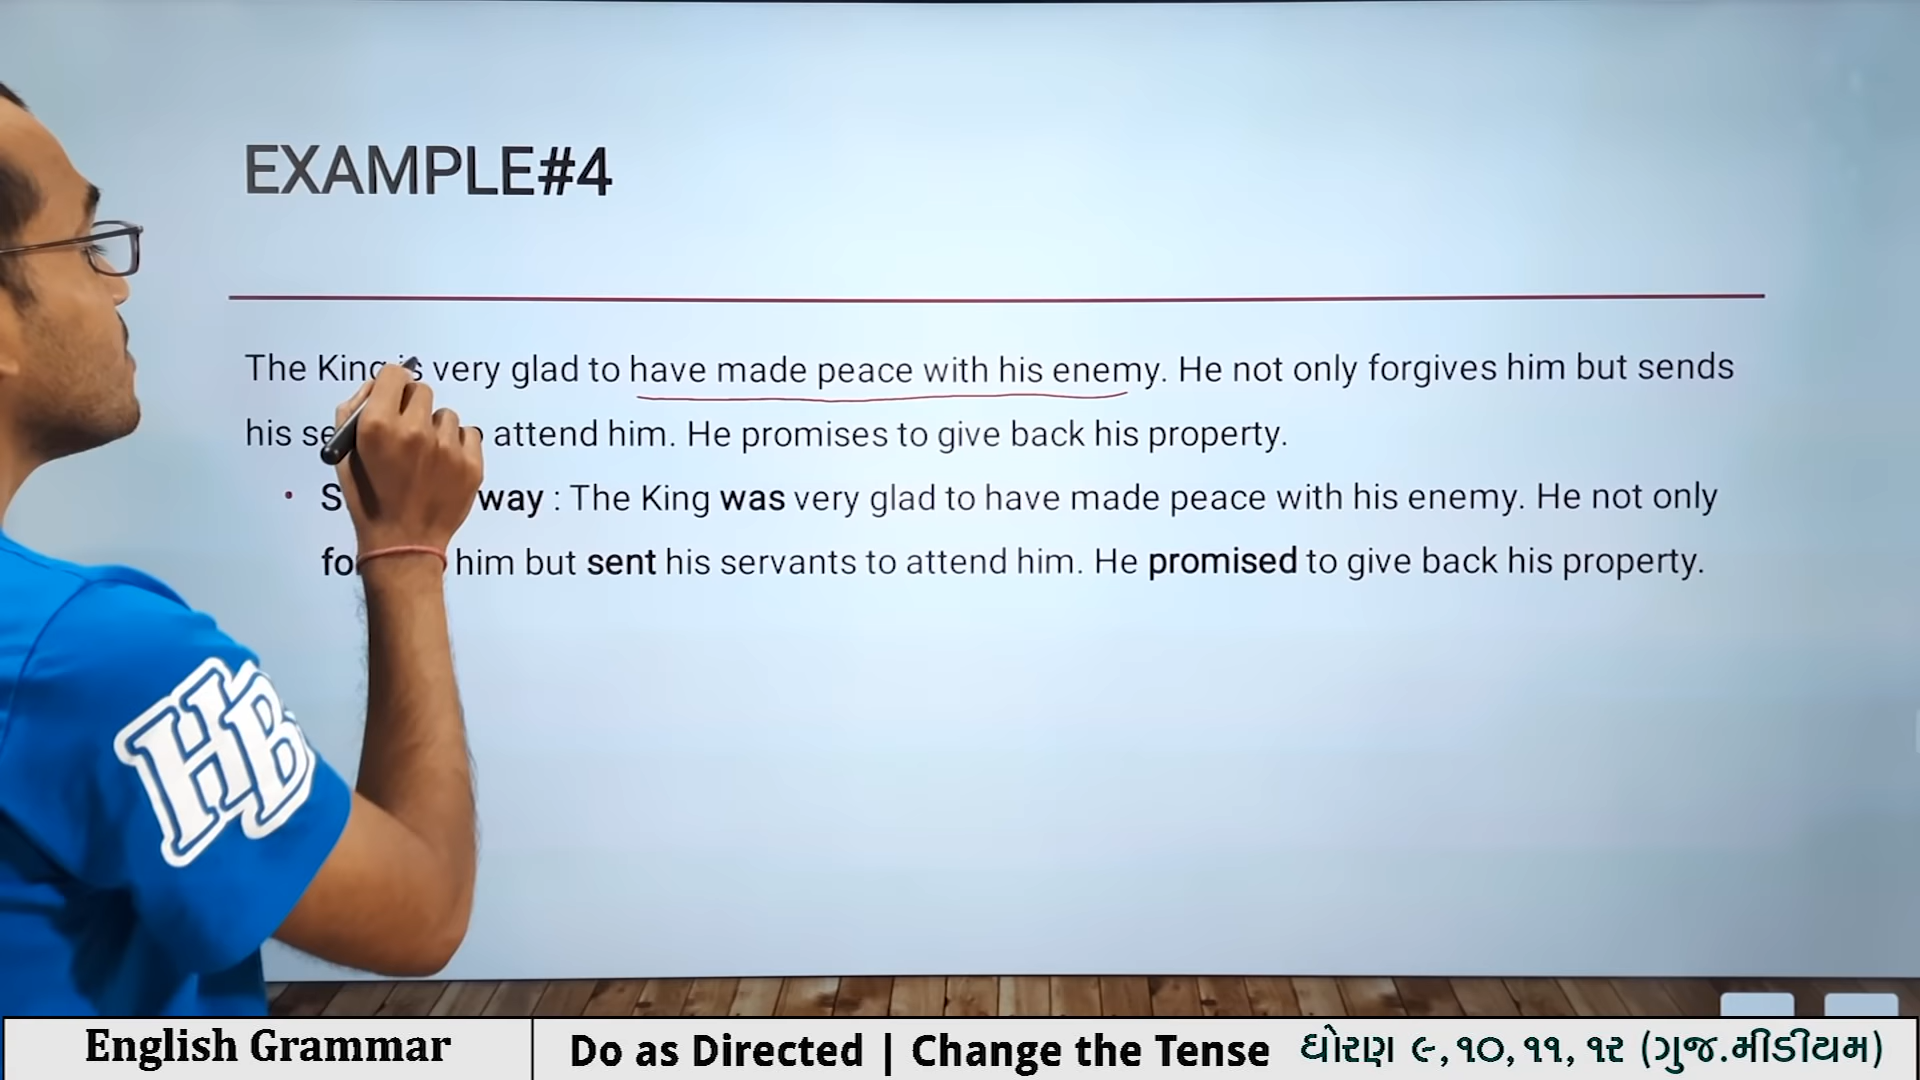 EXAMPLE#4
The King is very glad to have made peace with his enemy. He not only forgives him but sends
his attend him. He promises to give back his property.
• way : The King was very glad to have made peace with his enemy. He not only
him but sent his servants to attend him. He promised to give back his property.
HB
English Grammar
Do as Directed | Change the Tense
ધોરણ ૯, ૧૦, ૧૧, ૧૨ (ગુજ.મીડીયમ)